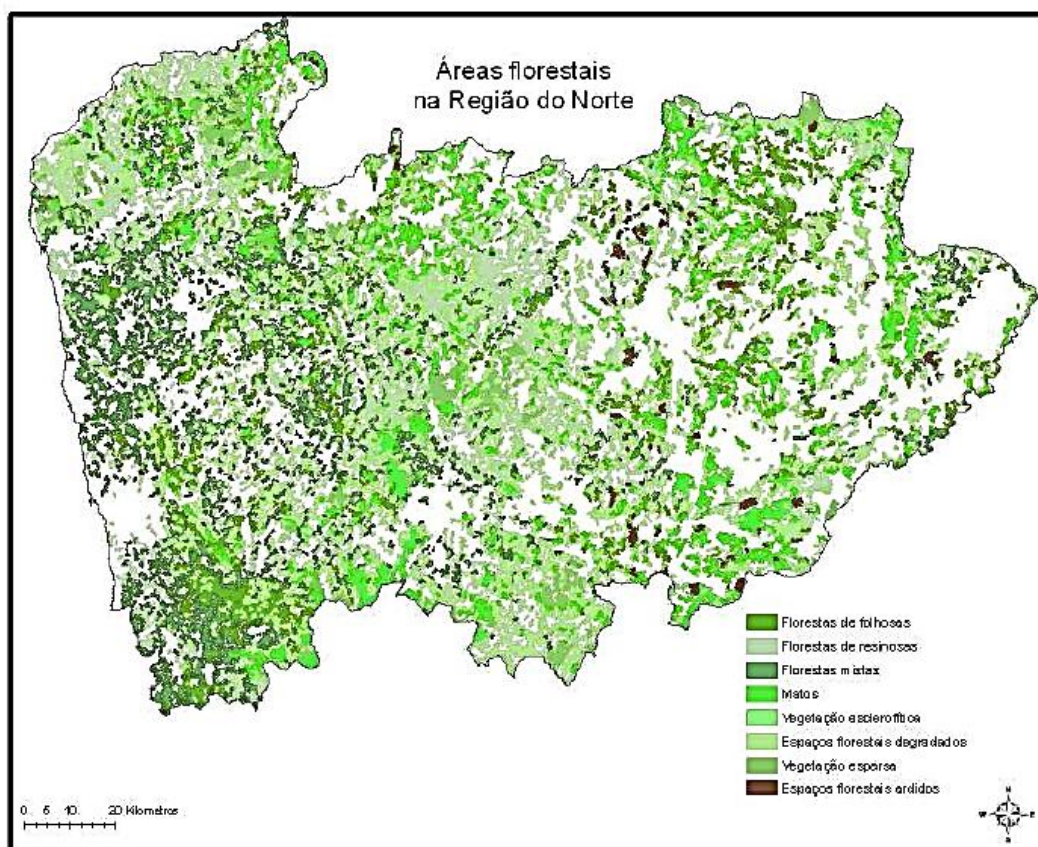 Áreas florestais
na Região do Norte
Florestas de folhosas
Florestas de resinosas
Florestas mistas
Matos
Vegetação esclerofítica
Espaços florestais degradados
Vegetação esparsa
Espaços florestais ardidos
0 5 10 20 Kilometros
N
W E
S